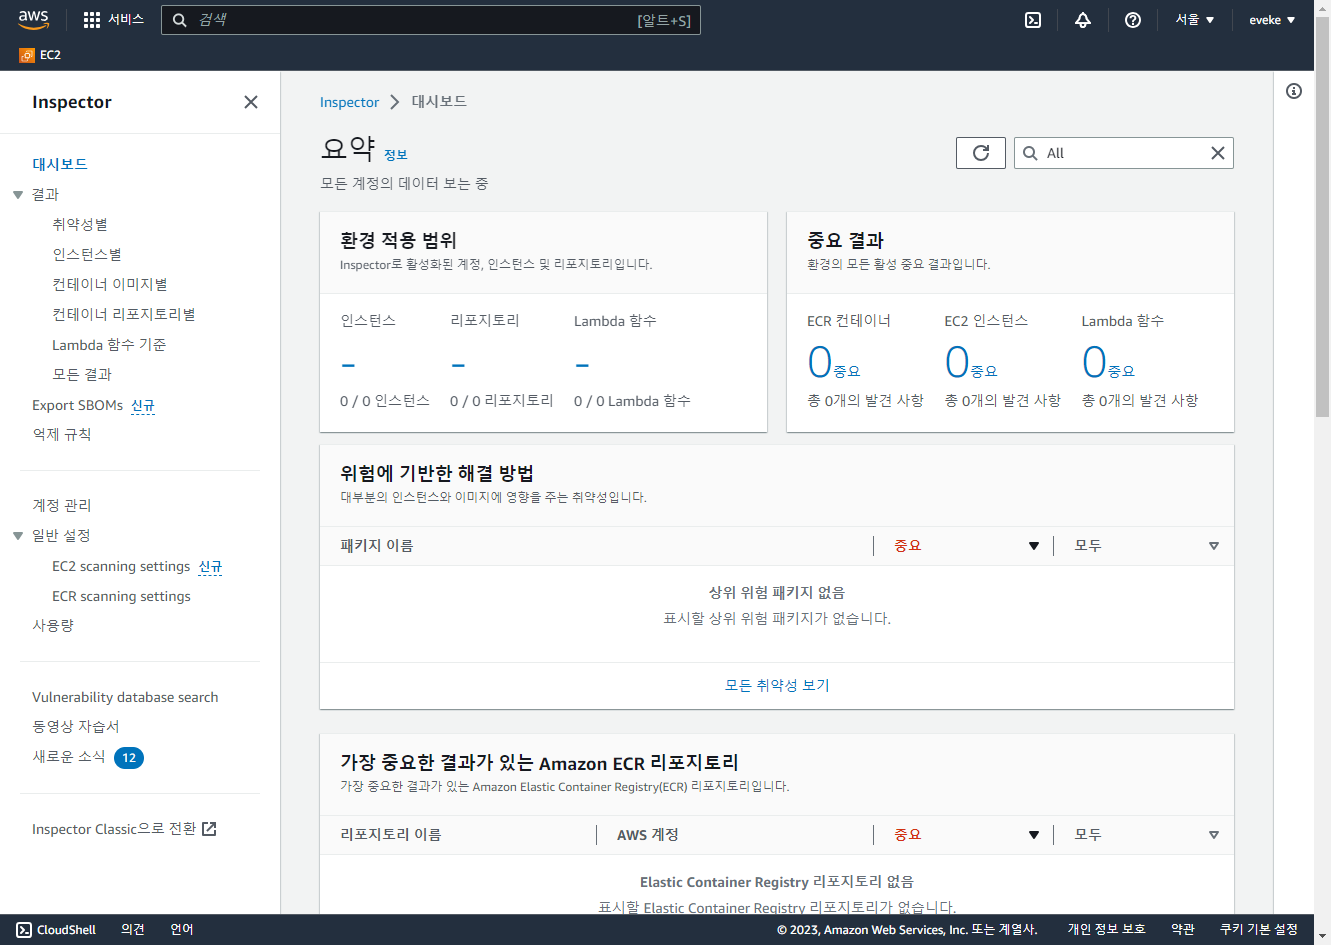 aws
서비스
검색
[알트+S]
서울 ▼
eveke ▼
EC2
Inspector
대시보드
결과
취약성별
인스턴스별
컨테이너 이미지별
컨테이너 리포지토리별
Lambda 함수 기준
모든 결과
Export SBOMs 신규
억제 규칙
계정 관리
일반 설정
EC2 scanning settings 신규
ECR scanning settings
사용량
Vulnerability database search
동영상 자습서
새로운 소식 12
Inspector Classic으로 전환
Inspector > 대시보드
요약 정보
모든 계정의 데이터 보는 중
All
환경 적용 범위
Inspector로 활성화된 계정, 인스턴스 및 리포지토리입니다.
인스턴스 리포지토리 Lambda 함수
– – –
0 / 0 인스턴스 0 / 0 리포지토리 0 / 0 Lambda 함수
중요 결과
환경의 모든 활성 중요 결과입니다.
ECR 컨테이너 EC2 인스턴스 Lambda 함수
0중요 0중요 0중요
총 0개의 발견 사항 총 0개의 발견 사항 총 0개의 발견 사항
위험에 기반한 해결 방법
대부분의 인스턴스와 이미지에 영향을 주는 취약성입니다.
패키지 이름 중요 모두
상위 위험 패키지 없음
표시할 상위 위험 패키지가 없습니다.
모든 취약성 보기
가장 중요한 결과가 있는 Amazon ECR 리포지토리
가장 중요한 결과가 있는 Amazon Elastic Container Registry(ECR) 리포지토리입니다.
리포지토리 이름 AWS 계정 중요 모두
Elastic Container Registry 리포지토리 없음
표시할 Elastic Container Registry 리포지토리가 없습니다.
CloudShell 의견 언어
© 2023, Amazon Web Services, Inc. 또는 계열사. 개인 정보 보호 약관 쿠키 기본 설정